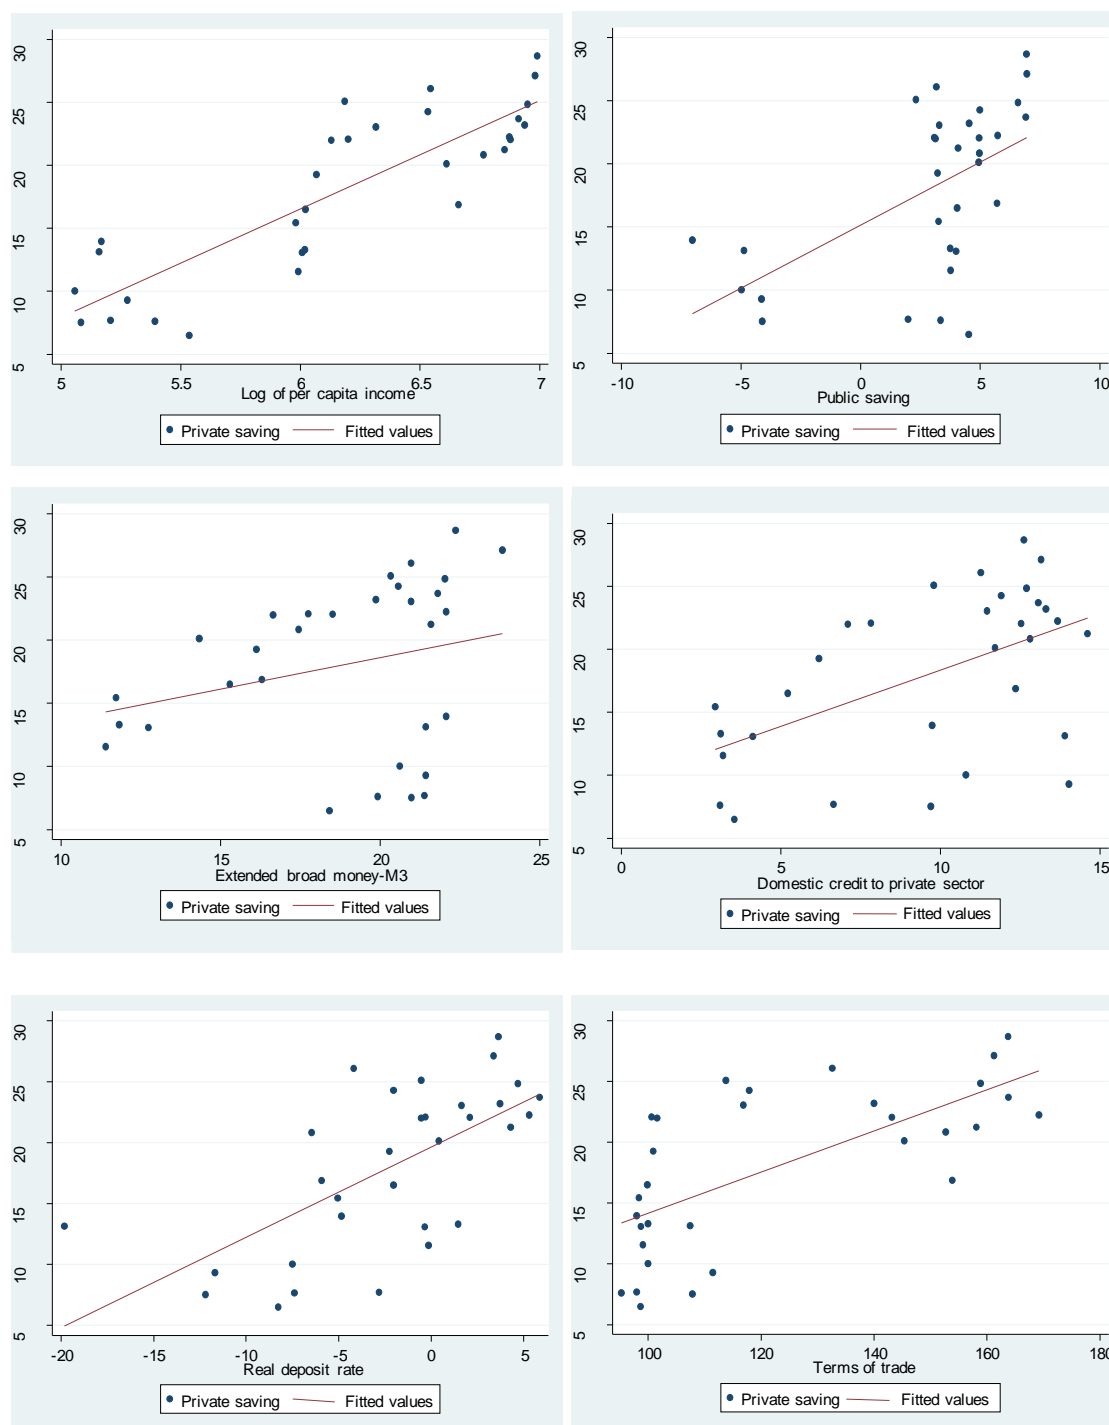 30
25
20
15
10
5
5 5.5 6 6.5 7
Log of per capita income
Private saving Fitted values
30
25
20
15
10
5
-10 -5 0 5 10
Public saving
Private saving Fitted values
30
25
20
15
10
5
10 15 20 25
Extended broad money-M3
Private saving Fitted values
30
25
20
15
10
5
0 5 10 15
Domestic credit to private sector
Private saving Fitted values
30
25
20
15
10
5
-20 -15 -10 -5 0 5
Real deposit rate
Private saving Fitted values
30
25
20
15
10
5
100 120 140 160 180
Terms of trade
Private saving Fitted values